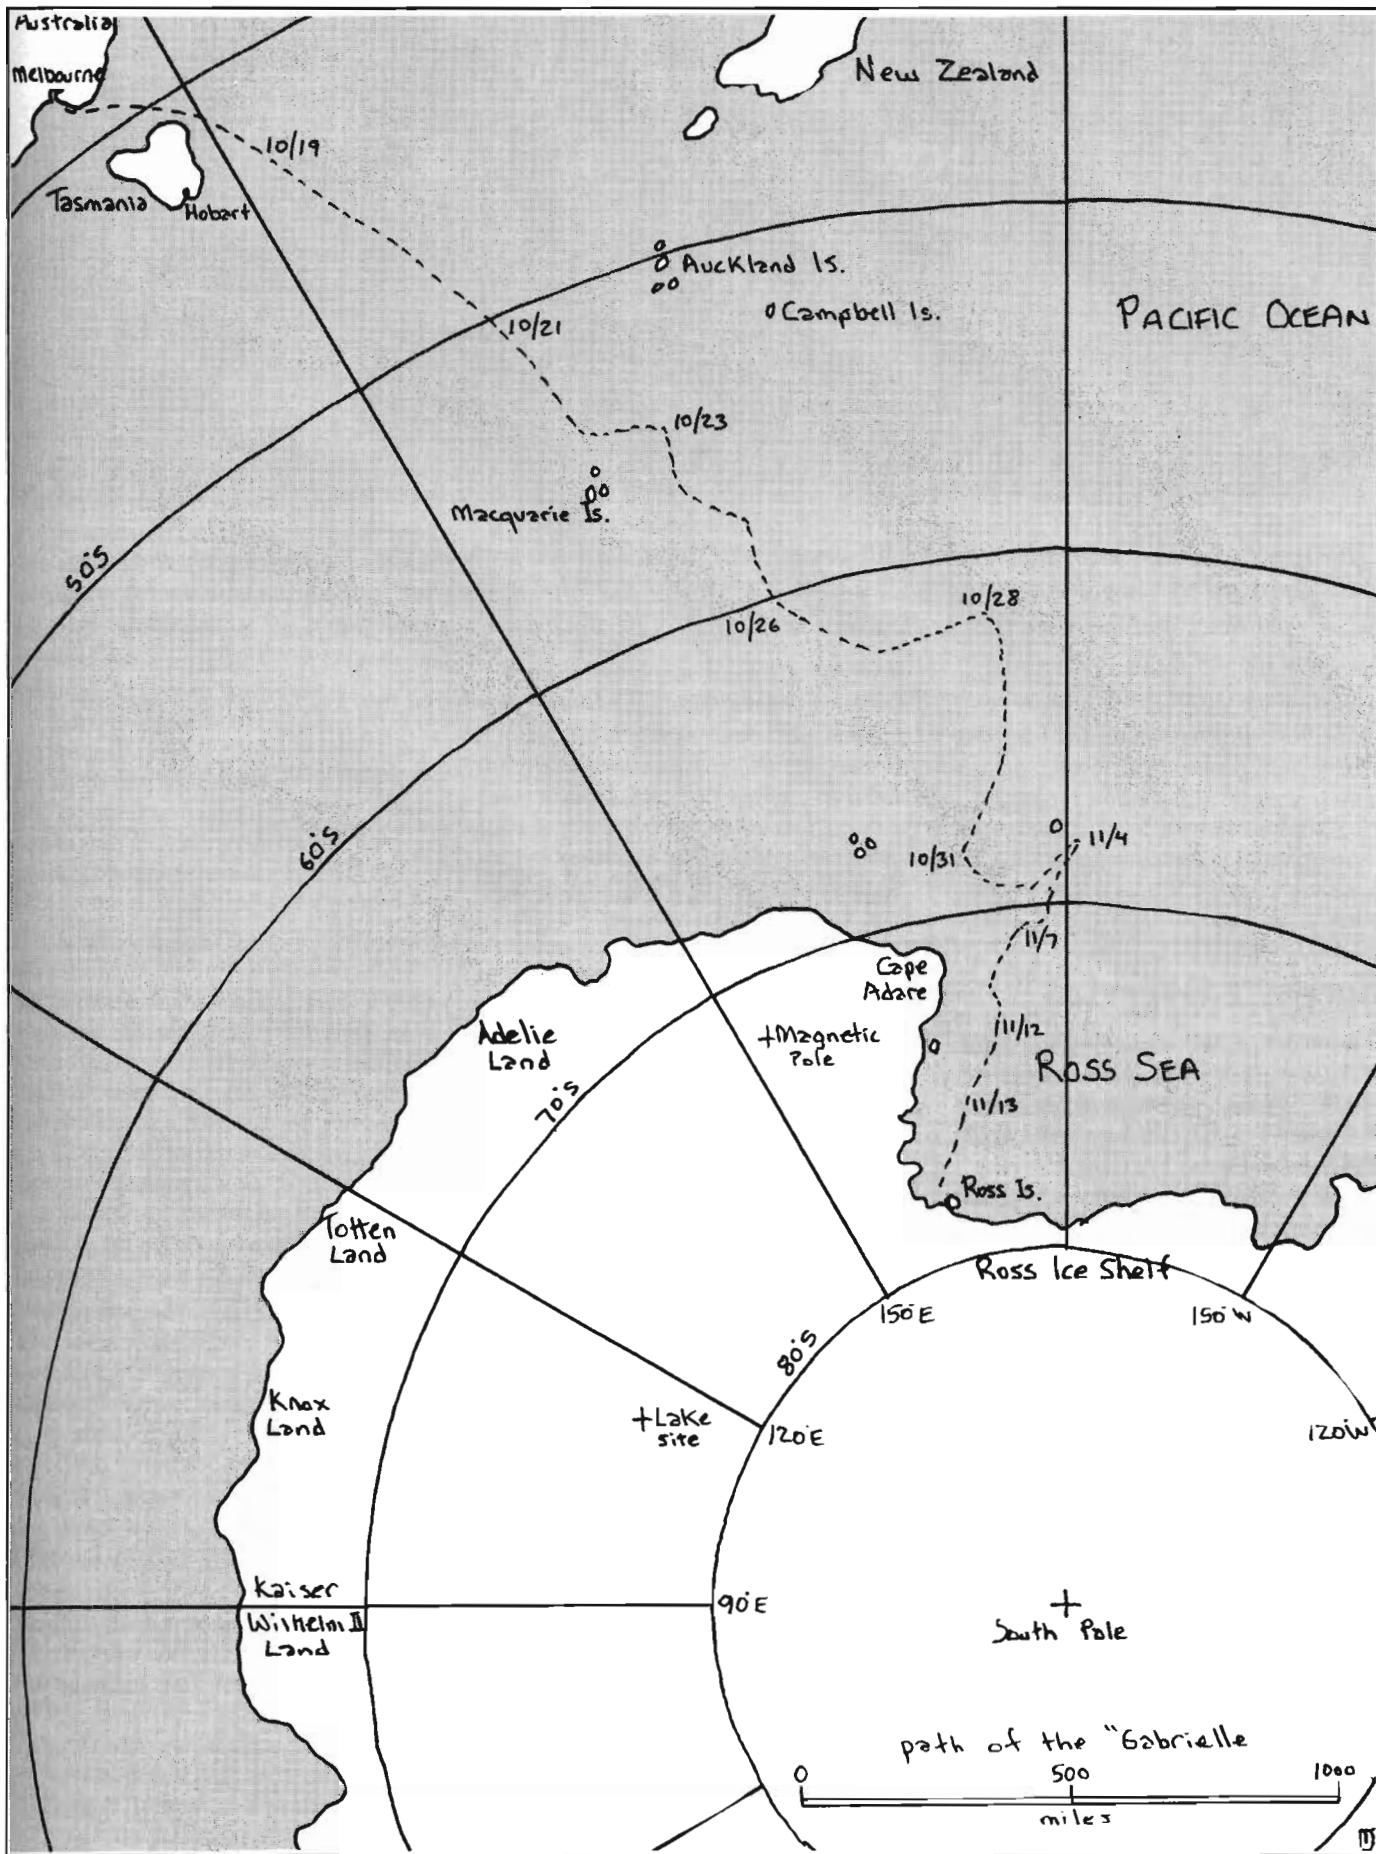 Australia
Melbourne
New Zealand
10/19
Tasmania
Hobart
Auckland Is.
Campbell Is.
PACIFIC OCEAN
10/21
10/23
Macquarie Is.
50°S
10/28
10/26
60°S
10/31
11/4
11/7
Cape
Adare
Adelie
Land
+Magnetic
Pole
11/12
ROSS SEA
70°S
11/13
Ross Is.
Totten
Land
Ross Ice Shelf
150°E
150°W
80°S
Knox
Land
+Lake
site
120°E
120°W
Kaiser
Wilhelm II
Land
90°E
+
South Pole
path of the "Gabrielle
0 500 1000
miles